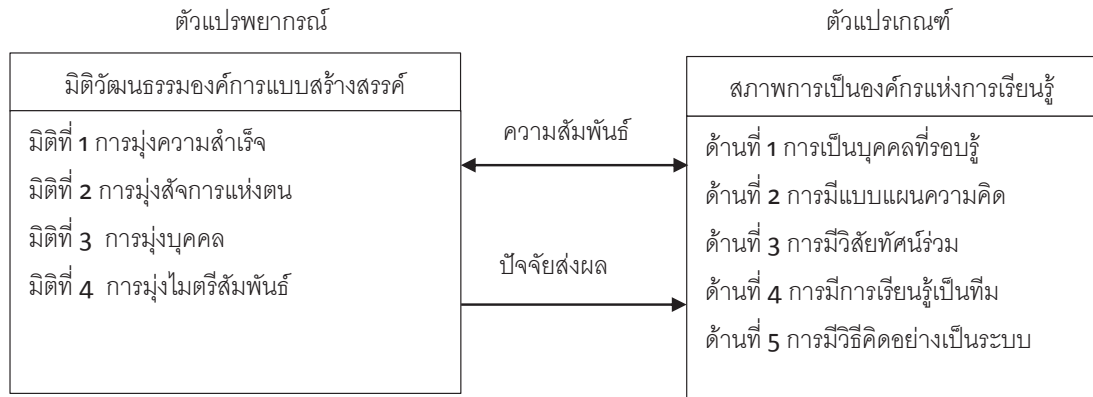 ตัวแปรพยากรณ์
มิติวัฒนธรรมองค์การแบบสร้างสรรค์
มิติที่ 1 การมุ่งความสำเร็จ
มิติที่ 2 การมุ่งสัจการแห่งตน
มิติที่ 3 การมุ่งบุคคล
มิติที่ 4 การมุ่งไมตรีสัมพันธ์
ความสัมพันธ์
ปัจจัยส่งผล
ตัวแปรเกณฑ์
สภาพการเป็นองค์กรแห่งการเรียนรู้
ด้านที่ 1 การเป็นบุคคลที่รอบรู้
ด้านที่ 2 การมีแบบแผนความคิด
ด้านที่ 3 การมีวิสัยทัศน์ร่วม
ด้านที่ 4 การมีการเรียนรู้เป็นทีม
ด้านที่ 5 การมีวิธีคิดอย่างเป็นระบบ